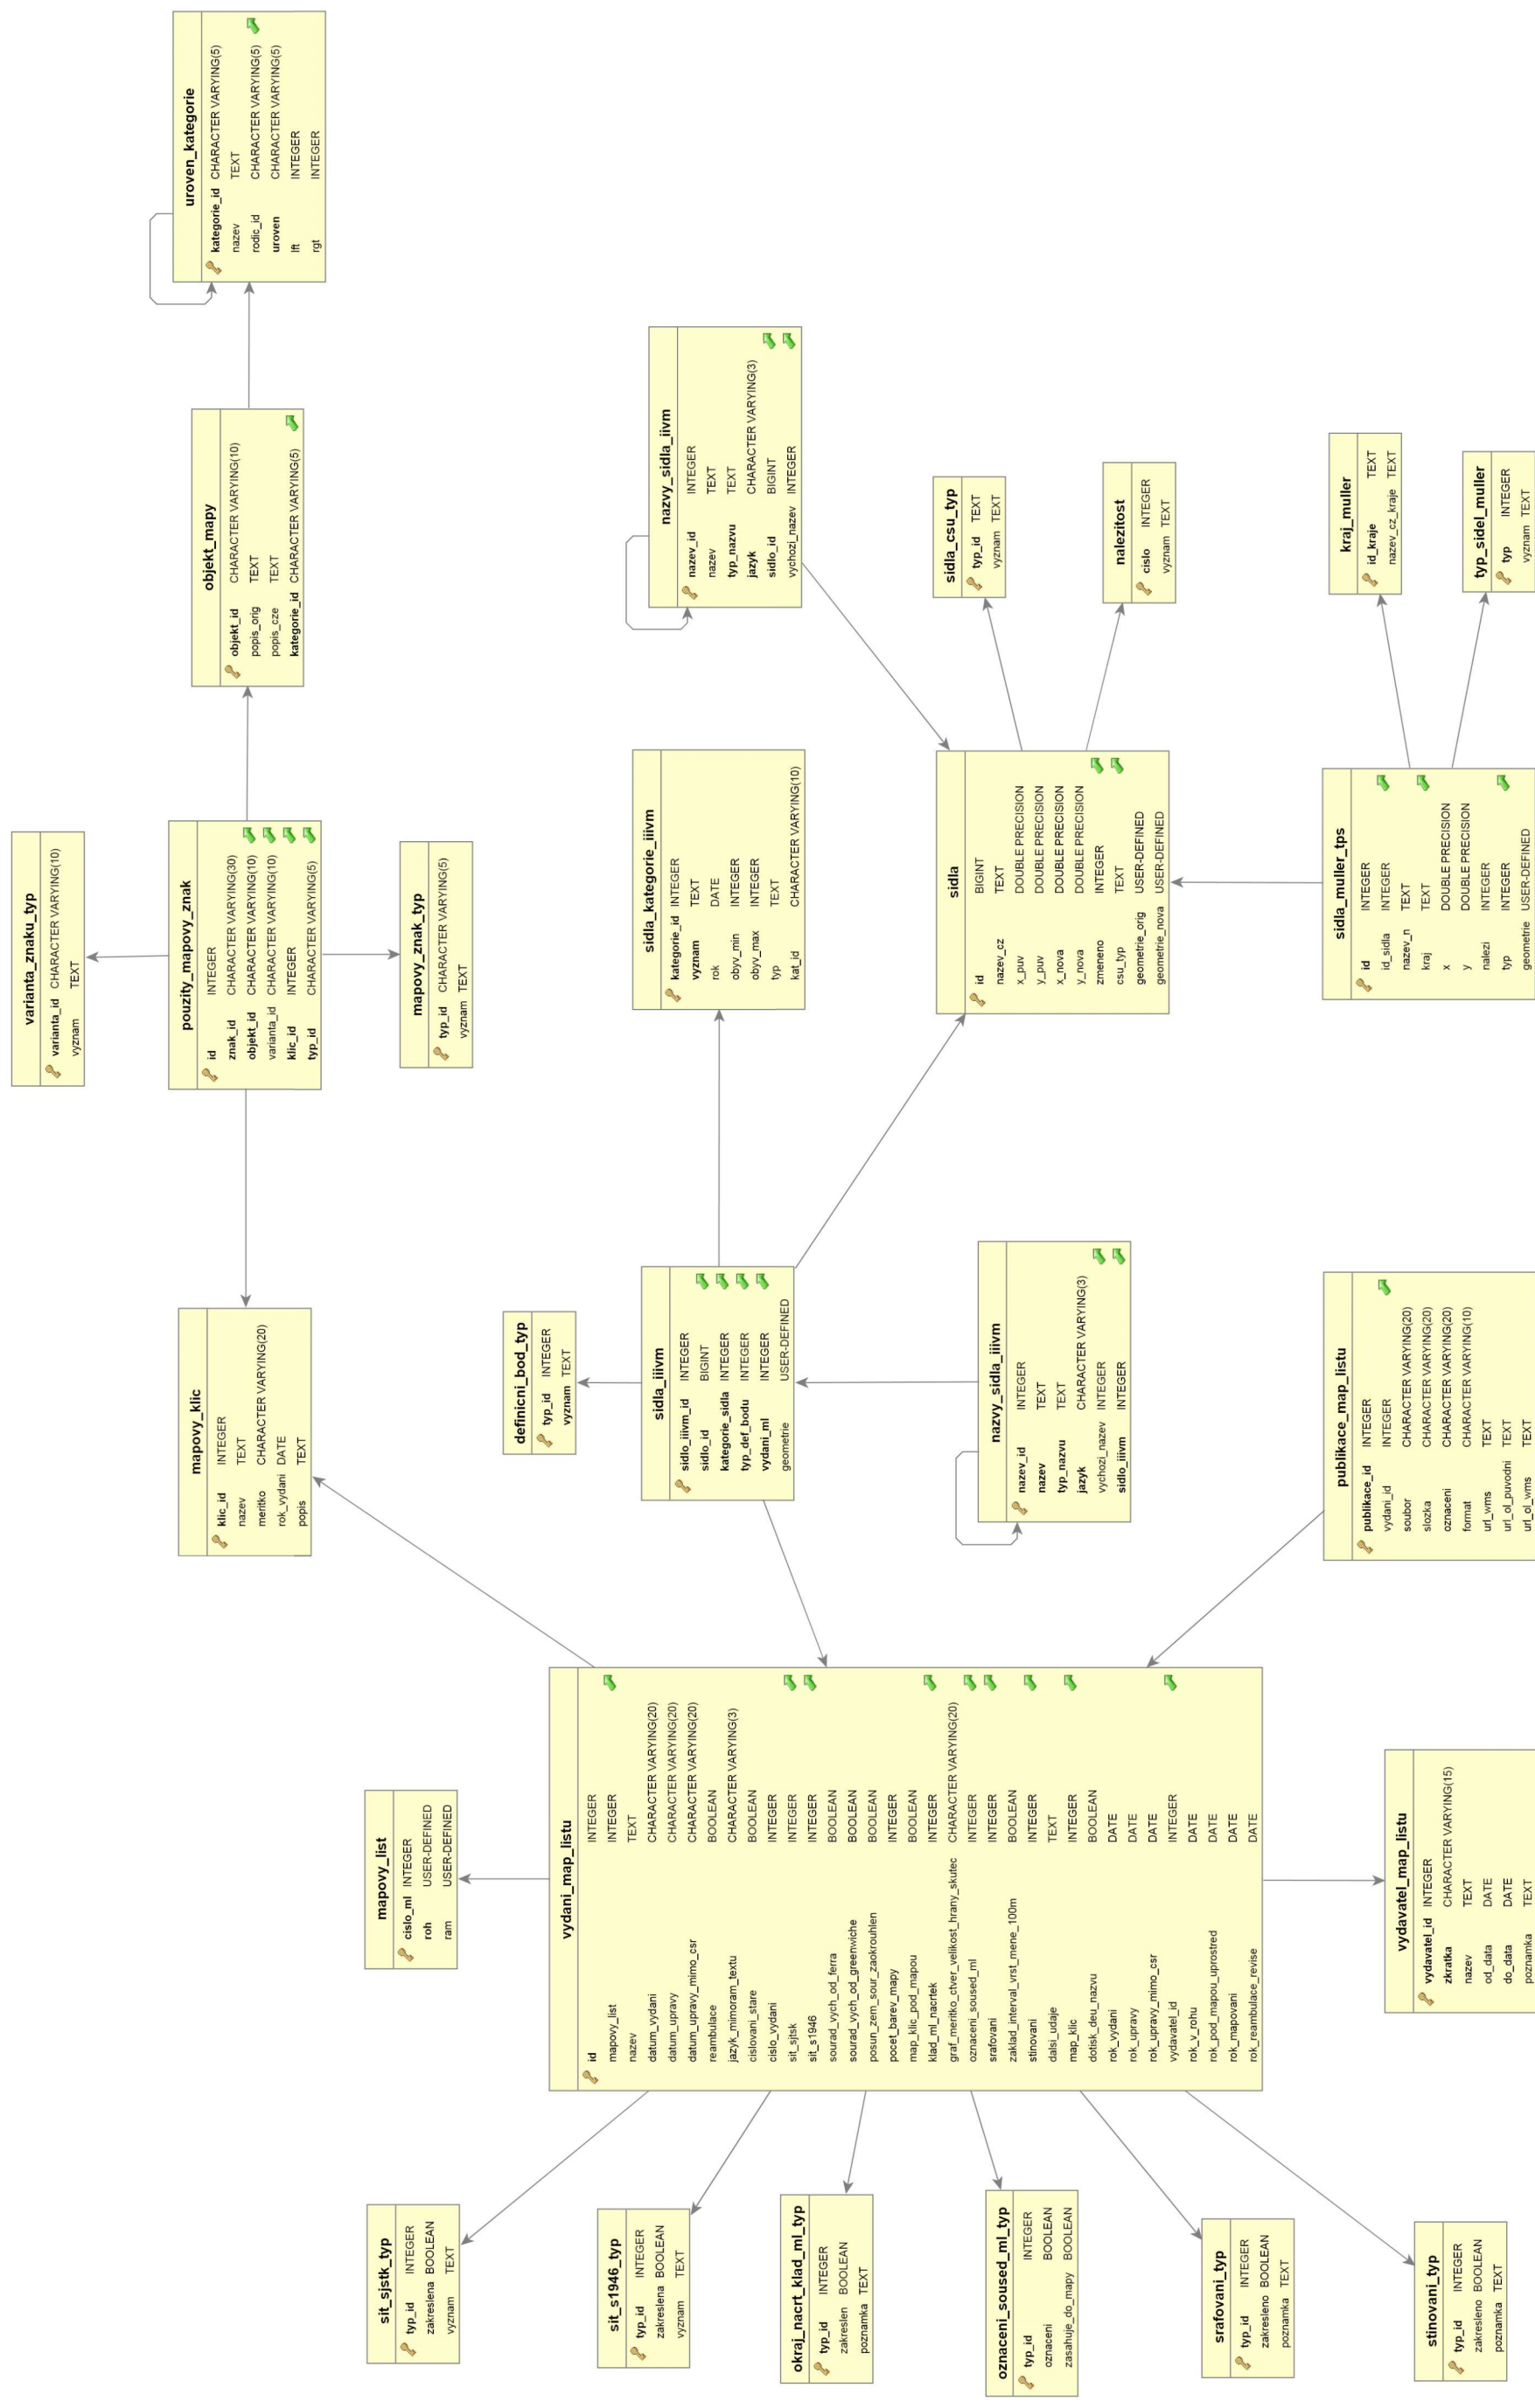 varianta_znaku_typ
varianta_id CHARACTER VARYING(10)
vyznam TEXT
uroven_kategorie
kategorie_id CHARACTER VARYING(5)
nazev TEXT
rodic_id CHARACTER VARYING(5)
uroven CHARACTER VARYING(5)
lft INTEGER
rgt INTEGER
objekt_mapy
objekt_id CHARACTER VARYING(10)
popis_orig TEXT
popis_cze TEXT
kategorie_id CHARACTER VARYING(5)
pouzity_mapovy_znak
id INTEGER
znak_id CHARACTER VARYING(30)
objekt_id CHARACTER VARYING(10)
varianta_id CHARACTER VARYING(10)
klic_id INTEGER
typ_id CHARACTER VARYING(5)
mapovy_klic
klic_id INTEGER
nazev TEXT
meritko CHARACTER VARYING(20)
rok_vydani DATE
popis TEXT
mapovy_znak_typ
typ_id CHARACTER VARYING(5)
vyznam TEXT
mapovy_list
cislo_ml INTEGER
roh USER-DEFINED
ram USER-DEFINED
sit_sjstk_typ
typ_id INTEGER
zakreslena BOOLEAN
vyznam TEXT
definicni_bod_typ
typ_id INTEGER
vyznam TEXT
vydani_map_listu
id INTEGER
mapovy_list INTEGER
nazev TEXT
datum_vydani CHARACTER VARYING(20)
datum_upravy CHARACTER VARYING(20)
datum_upravy_mimo_csr CHARACTER VARYING(20)
reambulace BOOLEAN
jazyk_mimoram_textu CHARACTER VARYING(3)
cislovani_stare BOOLEAN
cislo_vydani INTEGER
sit_sjtsk INTEGER
sit_s1946 INTEGER
sourad_vych_od_ferra BOOLEAN
sourad_vych_od_greenwiche BOOLEAN
posun_zem_sour_zaokrouhlen BOOLEAN
pocet_barev_mapy INTEGER
map_klic_pod_mapou BOOLEAN
klad_ml_nacrtek INTEGER
graf_meritko_ctver_velikost_hrany_skutec CHARACTER VARYING(20)
oznaceni_soused_ml INTEGER
srafovani INTEGER
zaklad_interval_vrst_mene_100m BOOLEAN
stinovani INTEGER
dalsi_udaje TEXT
map_klic INTEGER
dotisk_deu_nazvu BOOLEAN
rok_vydani DATE
rok_upravy DATE
rok_upravy_mimo_csr DATE
vydavatel_id INTEGER
rok_v_rohu DATE
rok_pod_mapou_uprostred DATE
rok_mapovani DATE
rok_reambulace_revise DATE
sit_s1946_typ
typ_id INTEGER
zakreslena BOOLEAN
vyznam TEXT
sidla_kategorie_iiivm
kategorie_id INTEGER
vyznam TEXT
rok DATE
obyv_min INTEGER
obyv_max INTEGER
typ TEXT
kat_id CHARACTER VARYING(10)
sidla_iiivm
sidlo_iiivm_id INTEGER
sidlo_id BIGINT
kategorie_sidla INTEGER
typ_def_bodu INTEGER
vydani_ml INTEGER
geometrie USER-DEFINED
nazvy_sidla_iivm
nazev_id INTEGER
nazev TEXT
typ_nazvu TEXT
jazyk CHARACTER VARYING(3)
sidlo_id BIGINT
vychozi_nazev INTEGER
okraj_nacrt_klad_ml_typ
typ_id INTEGER
zakreslen BOOLEAN
poznamka TEXT
sidla_csu_typ
typ_id TEXT
vyznam TEXT
sidla
id BIGINT
nazev_cz TEXT
x_puv DOUBLE PRECISION
y_puv DOUBLE PRECISION
x_nova DOUBLE PRECISION
y_nova DOUBLE PRECISION
zmeneno INTEGER
csu_typ TEXT
geometrie_orig USER-DEFINED
geometrie_nova USER-DEFINED
nazvy_sidla_iiivm
nazev_id INTEGER
nazev TEXT
typ_nazvu TEXT
jazyk CHARACTER VARYING(3)
vychozi_nazev INTEGER
sidlo_iiivm INTEGER
oznaceni_soused_ml_typ
typ_id INTEGER
oznaceni BOOLEAN
zasahuje_do_mapy BOOLEAN
nalezitost
cislo INTEGER
vyznam TEXT
srafovani_typ
typ_id INTEGER
zakresleno BOOLEAN
poznamka TEXT
kraj_muller
id_kraje TEXT
nazev_cz_kraje TEXT
sidla_muller_tps
id INTEGER
id_sidla INTEGER
nazev_n TEXT
kraj TEXT
x DOUBLE PRECISION
y DOUBLE PRECISION
nalezi INTEGER
typ INTEGER
geometrie USER-DEFINED
publikace_map_listu
publikace_id INTEGER
vydani_id INTEGER
soubor CHARACTER VARYING(20)
slozka CHARACTER VARYING(20)
oznaceni CHARACTER VARYING(20)
format CHARACTER VARYING(10)
url_wms TEXT
url_ol_puvodni TEXT
url_ol_wms TEXT
vydavatel_map_listu
vydavatel_id INTEGER
zkratka CHARACTER VARYING(15)
nazev TEXT
od_data DATE
do_data DATE
poznamka TEXT
stinovani_typ
typ_id INTEGER
zakresleno BOOLEAN
poznamka TEXT
typ_sidel_muller
typ INTEGER
vyznam TEXT